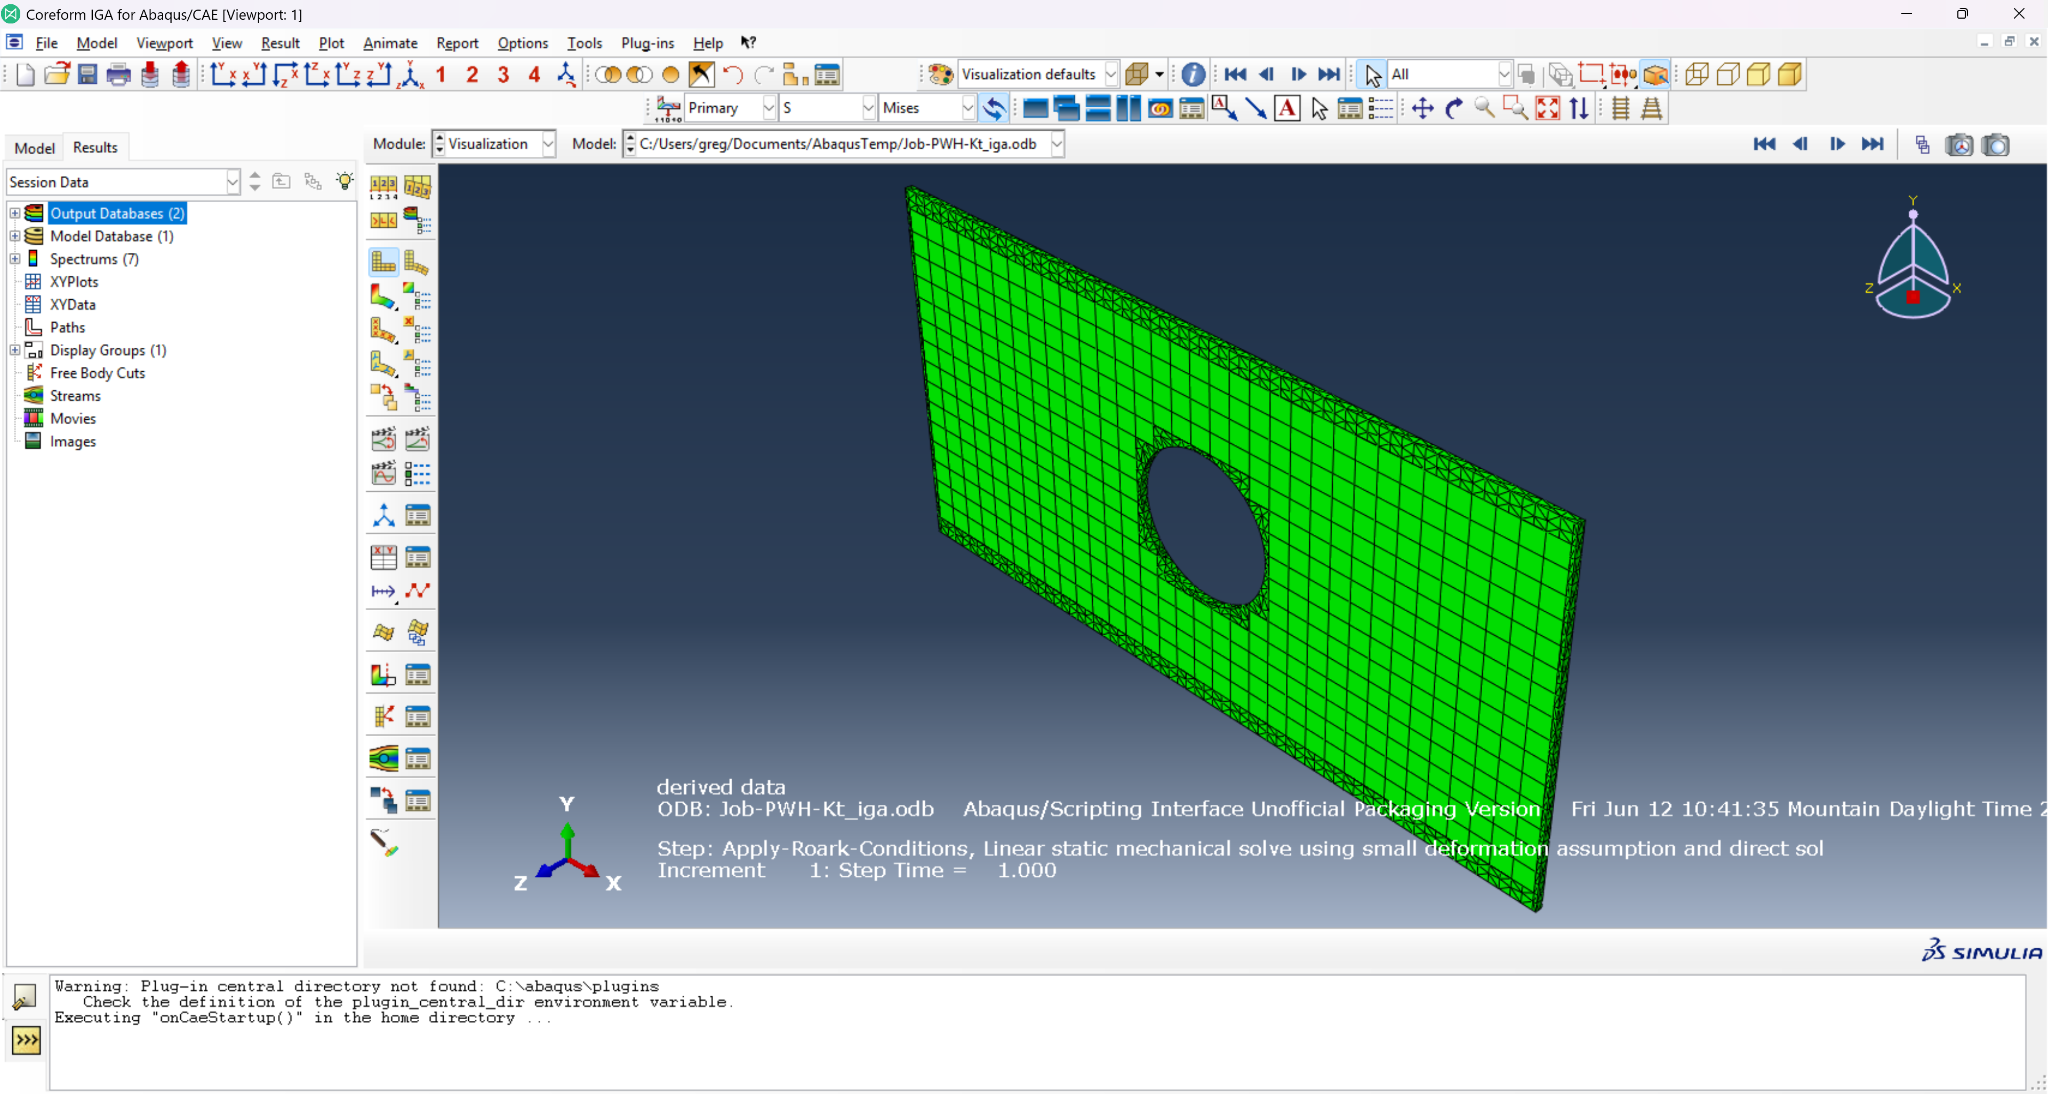 Coreform IGA for Abaqus/CAE [Viewport: 1]
File Model Viewport View Result Plot Animate Report Options Tools Plug-ins Help
1 2 3 4 Visualization defaults All
Primary S Mises
Model Results Module: Visualization Model: C:/Users/greg/Documents/AbaqusTemp/Job-PWH-Kt_iga.odb
Session Data
Output Databases (2)
Model Database (1)
Spectrums (7)
XYPlots
XYData
Paths
Display Groups (1)
Free Body Cuts
Streams
Movies
Images
Y
Z X
derived data
ODB: Job-PWH-Kt_iga.odb Abaqus/Scripting Interface Unofficial Packaging Version Fri Jun 12 10:41:35 Mountain Daylight Time 2
Step: Apply-Roark-Conditions, Linear static mechanical solve using small deformation assumption and direct sol
Increment 1: Step Time = 1.000
Y
Z X
SIMULIA
Warning: Plug-in central directory not found: C:\abaqus\plugins
Check the definition of the plugin_central_dir environment variable.
Executing "onCaeStartup()" in the home directory ...
>>>